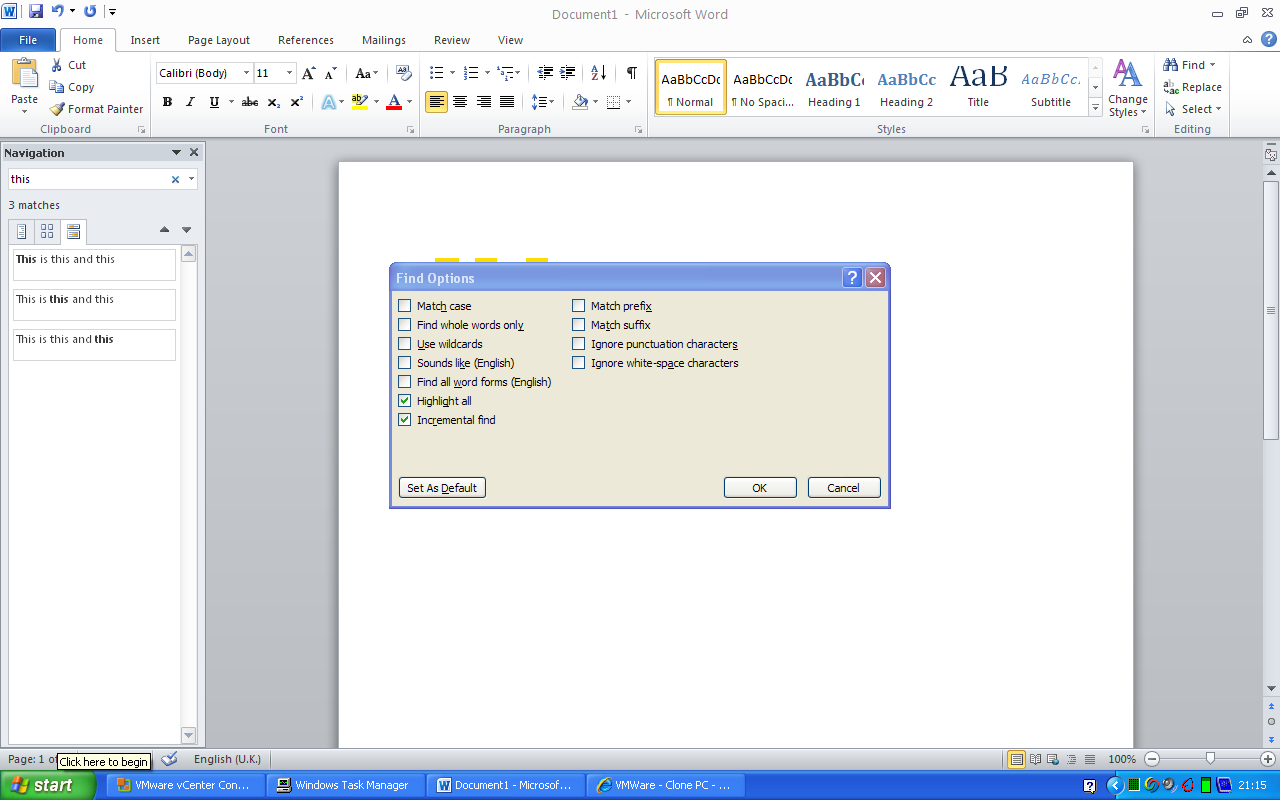 Document1 - Microsoft Word
File Home Insert Page Layout References Mailings Review View
Paste
Cut
Copy
Format Painter
Clipboard
Calibri (Body) 11
Font
Paragraph
AaBbCcDc AaBbCcDc AaBbC AaBbCc AaB AaBbCc.
¶ Normal ¶ No Spaci... Heading 1 Heading 2 Title Subtitle
Change Styles
Styles
Find
Replace
Select
Editing
Navigation
this
3 matches
This is this and this
This is this and this
This is this and this
Find Options
Match case
Find whole words only
Use wildcards
Sounds like (English)
Find all word forms (English)
Highlight all
Incremental find
Match prefix
Match suffix
Ignore punctuation characters
Ignore white-space characters
Set As Default OK Cancel
Page: 1 of English (U.K.) 100%
Click here to begin
start VMware vCenter Con... Windows Task Manager Document1 - Microsof... VMWare - Clone PC - ... 21:15